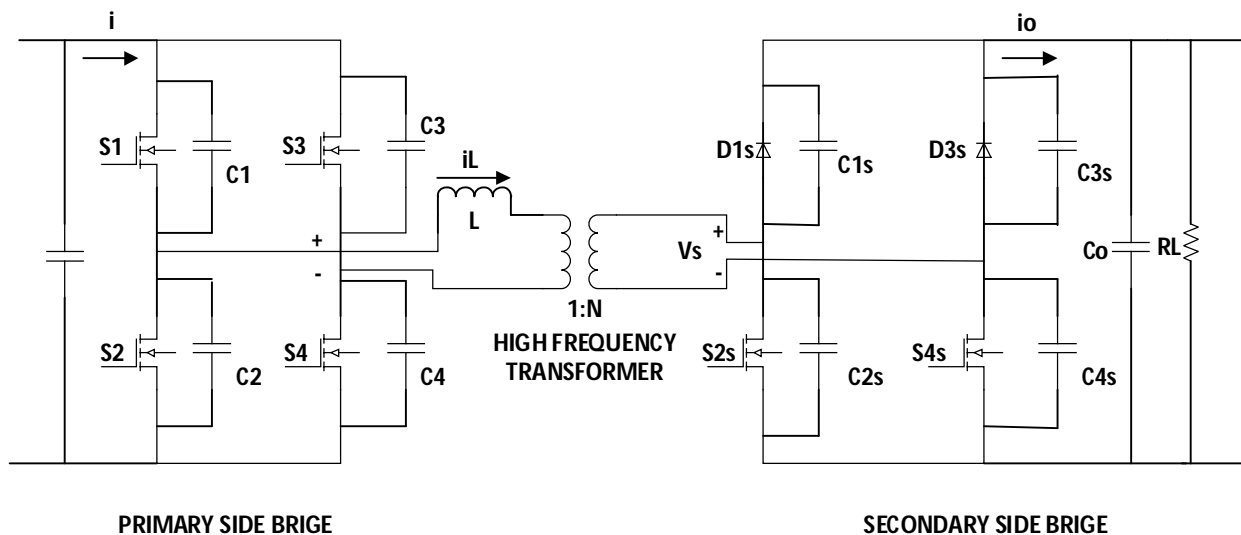 i
io
S1
C1
S3
C3
iL
L
D1s
C1s
D3s
C3s
+
-
+
Vs
-
Co
RL
1:N
HIGH FREQUENCY
TRANSFORMER
S2
C2
S4
C4
S2s
C2s
S4s
C4s
PRIMARY SIDE BRIGE
SECONDARY SIDE BRIGE